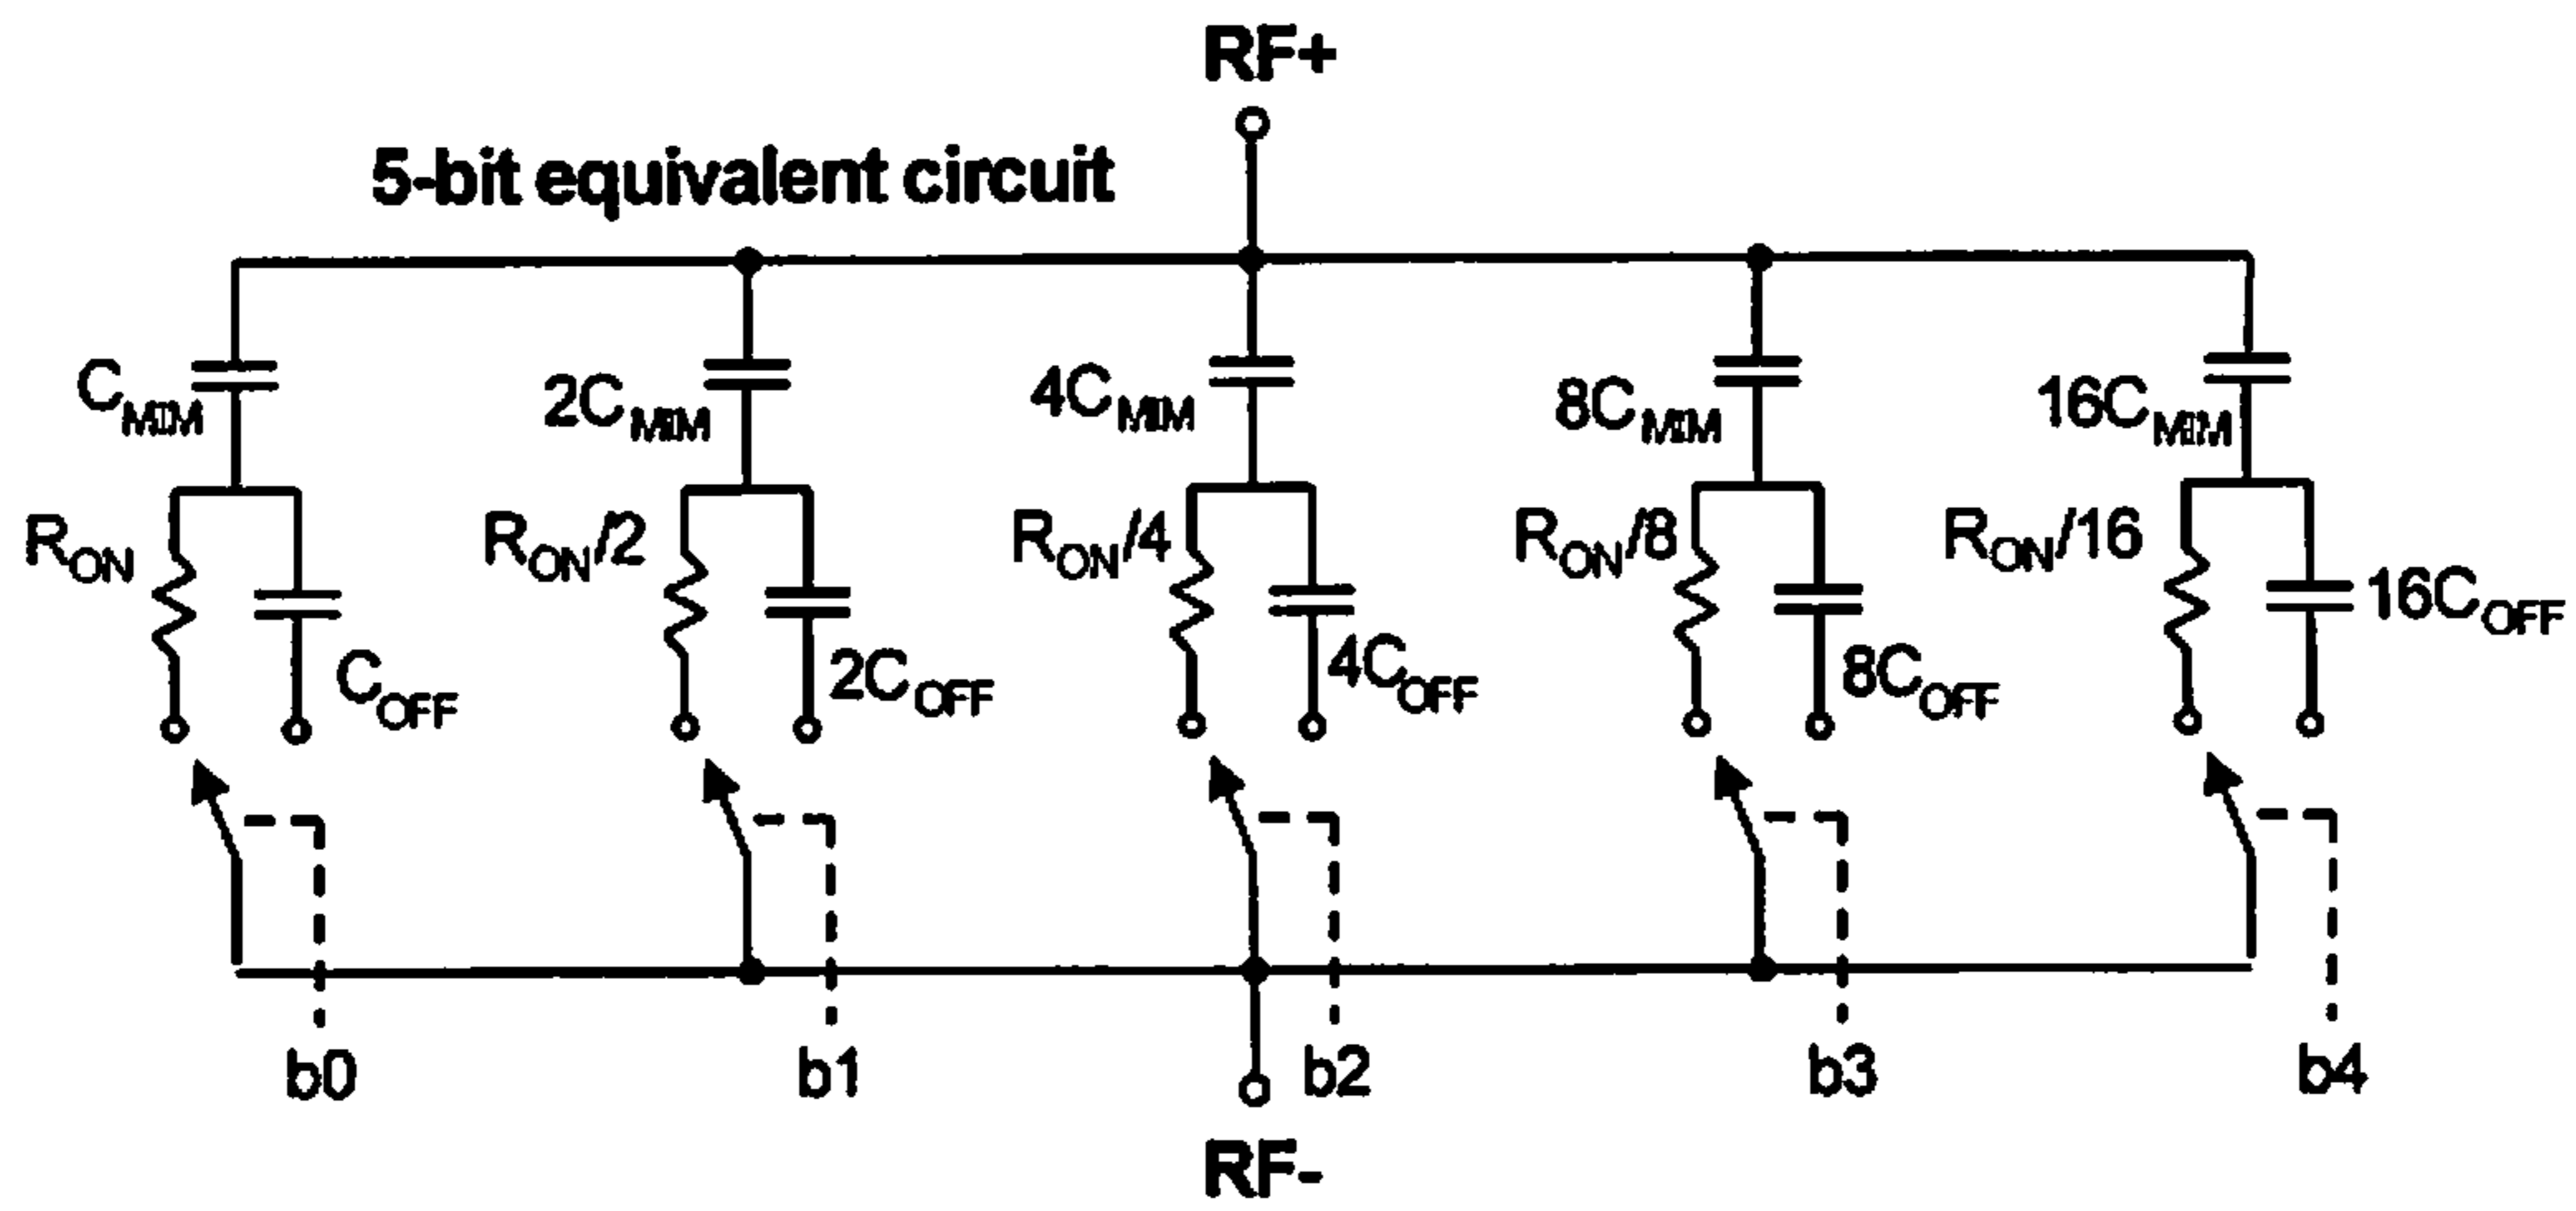 RF+
5-bit equivalent circuit
CMIM
2CMIM
4CMIM
8CMIM
16CMIM
RON
COFF
RON/2
2COFF
RON/4
4COFF
RON/8
8COFF
RON/16
16COFF
b0
b1
b2
b3
b4
RF-